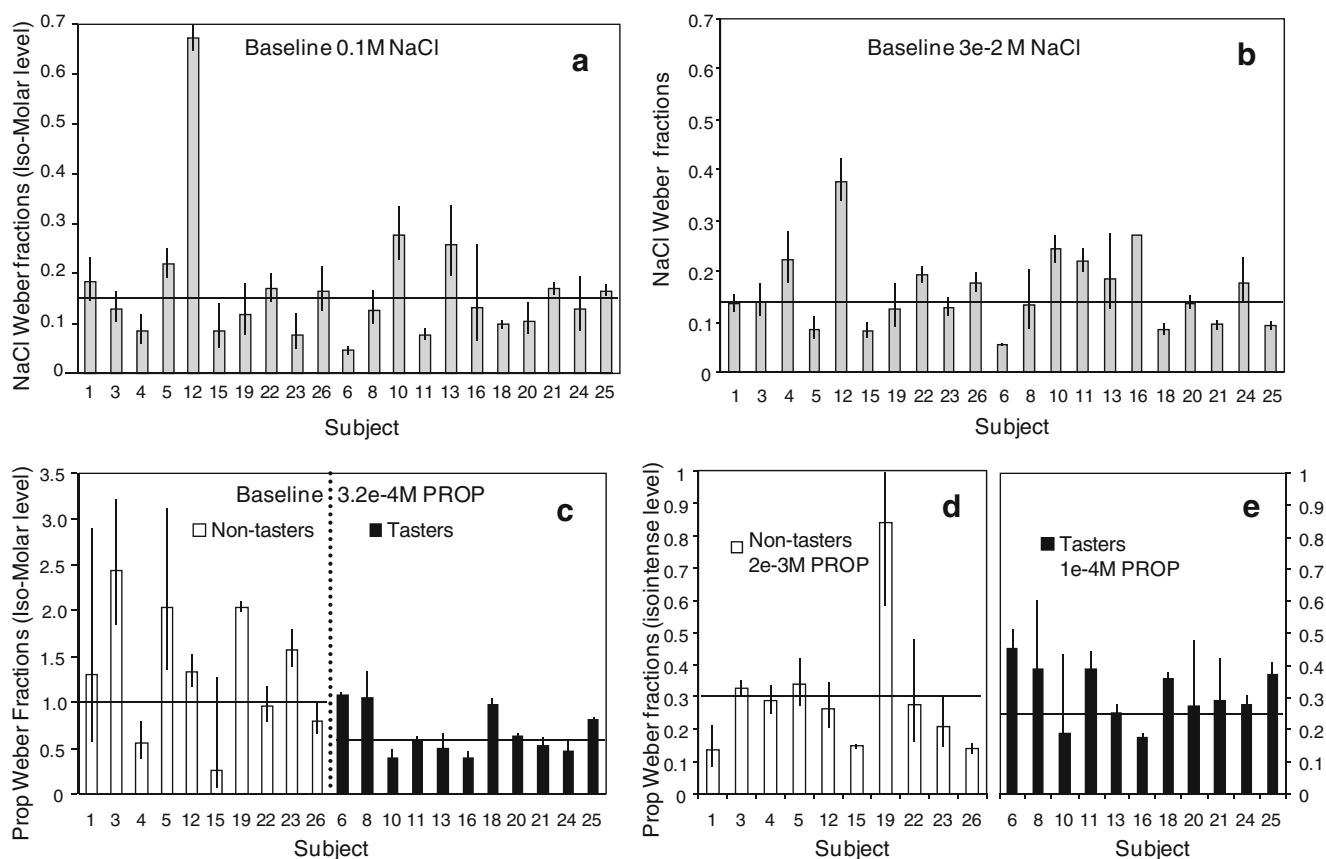 Baseline 0.1M NaCl
a
NaCl Weber fractions (Iso-Molar level)
0.7
0.6
0.5
0.4
0.3
0.2
0.1
0
1 3 4 5 12 15 19 22 23 26 6 8 10 11 13 16 18 20 21 24 25
Subject
Baseline 3e-2 M NaCl
b
NaCl Weber fractions
0.7
0.6
0.5
0.4
0.3
0.2
0.1
0
1 3 4 5 12 15 19 22 23 26 6 8 10 11 13 16 18 20 21 24 25
Subject
Baseline 3.2e-4M PROP
c
Non-tasters Tasters
Prop Weber Fractions (Iso-Molar level)
3.5
3.0
2.5
2.0
1.5
1.0
0.5
0
1 3 4 5 12 15 19 22 23 26 6 8 10 11 13 16 18 20 21 24 25
Subject
d
Non-tasters
2e-3M PROP
Prop Weber fractions (isointense level)
1
0.9
0.8
0.7
0.6
0.5
0.4
0.3
0.2
0.1
0
1 3 4 5 12 15 19 22 23 26
Subject
e
Tasters
1e-4M PROP
1
0.9
0.8
0.7
0.6
0.5
0.4
0.3
0.2
0.1
0
6 8 10 11 13 16 18 20 21 24 25
Subject